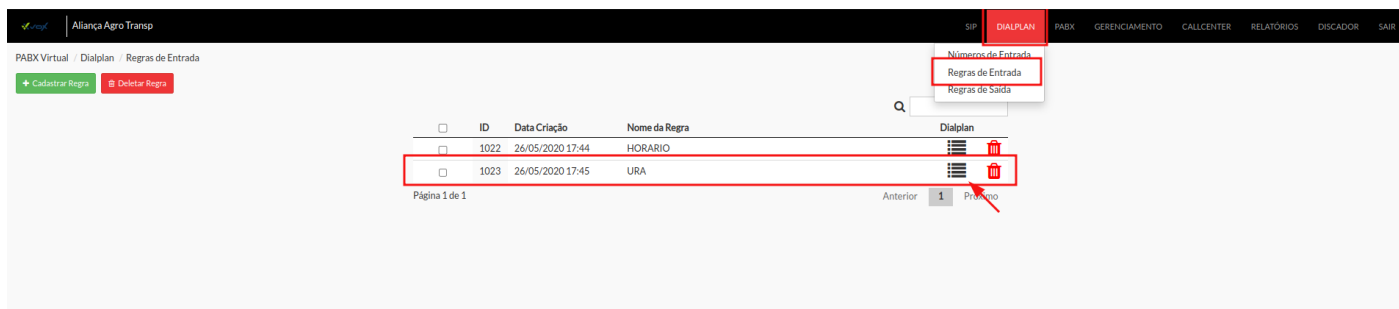 Aliança Agro Transp
SIP DIALPLAN PABX GERENCIAMENTO CALLCENTER RELATÓRIOS DISCADOR SAIR
PABX Virtual / Dialplan / Regras de Entrada
Números de Entrada
Regras de Entrada
Regras de Saída
+ Cadastrar Regra Deletar Regra
ID Data Criação Nome da Regra Dialplan
1022 26/05/2020 17:44 HORARIO
1023 26/05/2020 17:45 URA
Página 1 de 1 Anterior 1 Próximo